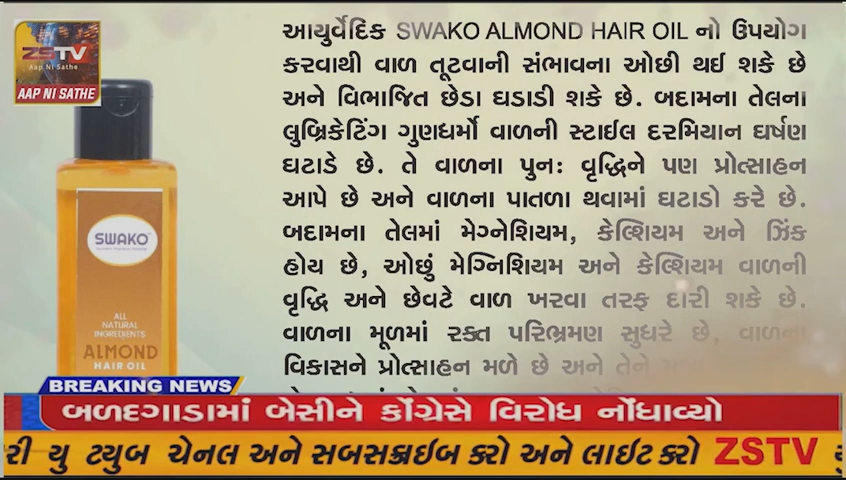 ZSTV
Aap Ni Sathe
AAP NI SATHE
આયુર્વેદિક SWAKO ALMOND HAIR OIL નો ઉપયોગ
કરવાથી વાળ તૂટવાની સંભાવના ઓછી થઈ શકે છે
અને વિભાજિત છેડા ઘડાડી શકે છે. બદામના તેલના
લુબ્રિકેટિંગ ગુણધર્મો વાળની સ્ટાઈલ દરમિયાન ઘર્ષણ
ઘટાડે છે. તે વાળના પુનઃ વૃદ્ધિને પણ પ્રોત્સાહન
આપે છે અને વાળના પાતળા થવામાં ઘટાડો કરે છે.
બદામના તેલમાં મેગ્નેશિયમ, કેલ્શિયમ અને ઝિંક
હોય છે, ઓછું મેગ્નિશિયમ અને કેલ્શિયમ વાળની
વૃદ્ધિ અને છેવટે વાળ ખરવા તરફ દારી શકે છે.
વાળના મૂળમાં રક્ત પરિભ્રમણ સુધરે છે, વાળના
વિકાસને પ્રોત્સાહન મળે છે અને તેને
SWAKO
ALL
NATURAL
INGREDIENTS
ALMOND
HAIR OIL
BREAKING NEWS
બળદગાડામાં બેસીને કોંગ્રેસે વિરોધ નોંધાવ્યો
રી યુ ટ્યુબ ચેનલ અને સબસક્રાઇબ કરો અને લાઈટ કરો ZSTV